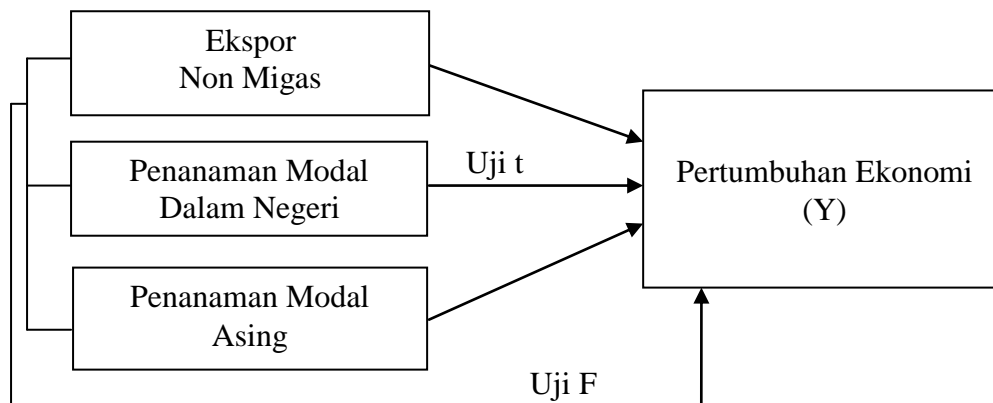 Ekspor
Non Migas
Penanaman Modal
Dalam Negeri
Uji t
Pertumbuhan Ekonomi
(Y)
Penanaman Modal
Asing
Uji F